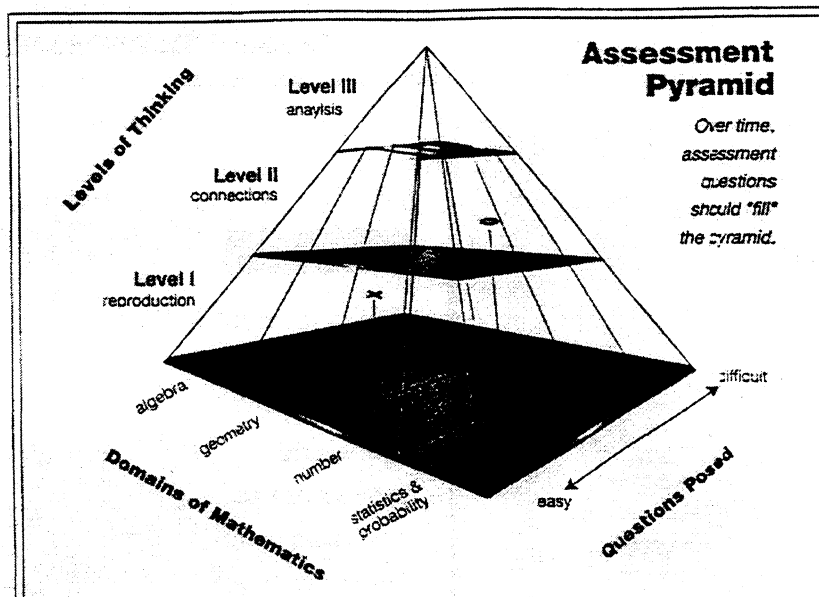 Assessment
Pyramid
Over time,
assessment
questions
should "fill"
the pyramid.
Levels of Thinking
Level III
anaylsis
Level II
connections
Level I
reproduction
algebra
geometry
number
statistics &
probability
Domains of Mathematics
easy
difficult
Questions Posed